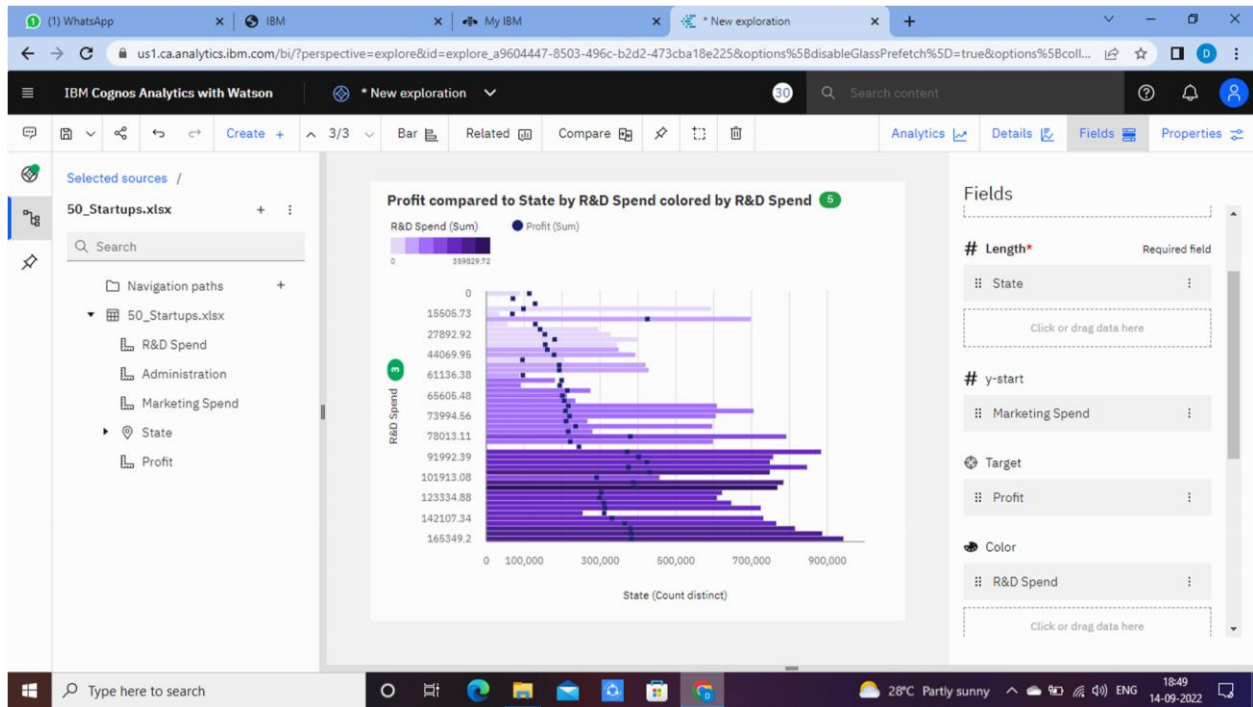 (1) WhatsApp
IBM
My IBM
* New exploration
us1.ca.analytics.ibm.com/bi/?perspective=explore&id=explore_a9604447-8503-496c-b2d2-473cba18e225&options%5BdisableGlassPrefetch%5D=true&options%5Bcoll...
D
IBM Cognos Analytics with Watson
* New exploration
30
Search content
Create +
3/3
Bar
Related
Compare
Analytics
Details
Fields
Properties
Selected sources /
50_Startups.xlsx
Search
Navigation paths
50_Startups.xlsx
R&D Spend
Administration
Marketing Spend
State
Profit
Profit compared to State by R&D Spend colored by R&D Spend 5
R&D Spend (Sum)
Profit (Sum)
0 359829.72
3
R&D Spend
0
15505.73
27892.92
44069.95
61136.38
65605.48
73994.56
78013.11
91992.39
101913.08
123334.88
142107.34
165349.2
0 100,000 300,000 500,000 700,000 900,000
State (Count distinct)
Fields
# Length* Required field
State
Click or drag data here
# y-start
Marketing Spend
Target
Profit
Color
R&D Spend
Click or drag data here
Type here to search
28°C Partly sunny
ENG
18:49
14-09-2022